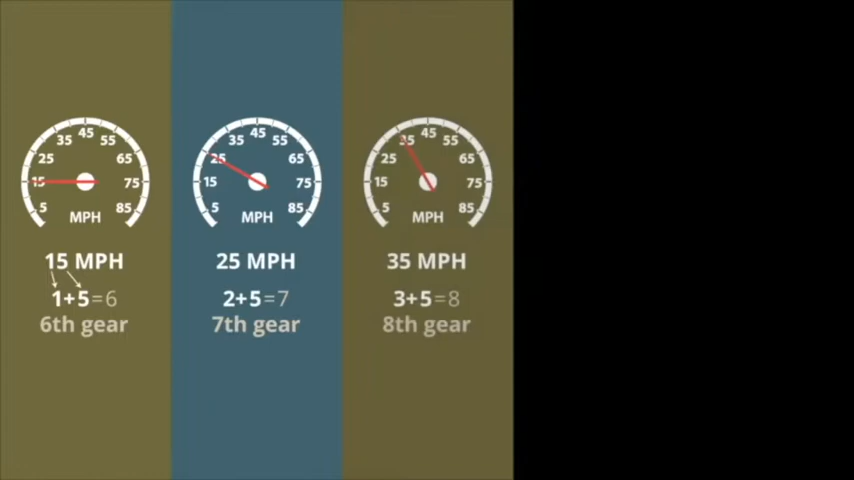 5 15 25 35 45 55 65 75 85
MPH
15 MPH
1+5=6
6th gear
5 15 25 35 45 55 65 75 85
MPH
25 MPH
2+5=7
7th gear
5 15 25 35 45 55 65 75 85
MPH
35 MPH
3+5=8
8th gear